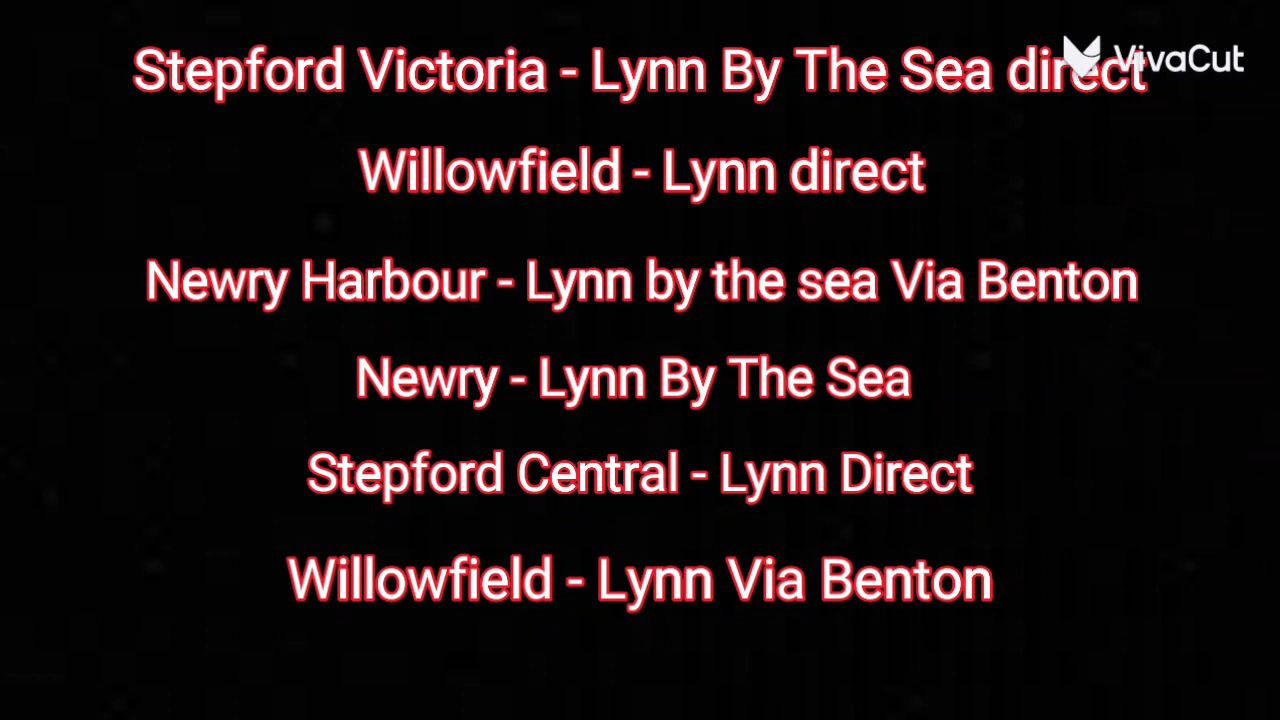 Stepford Victoria - Lynn By The Sea direct
VivaCut
Willowfield - Lynn direct
Newry Harbour - Lynn by the sea Via Benton
Newry - Lynn By The Sea
Stepford Central - Lynn Direct
Willowfield - Lynn Via Benton